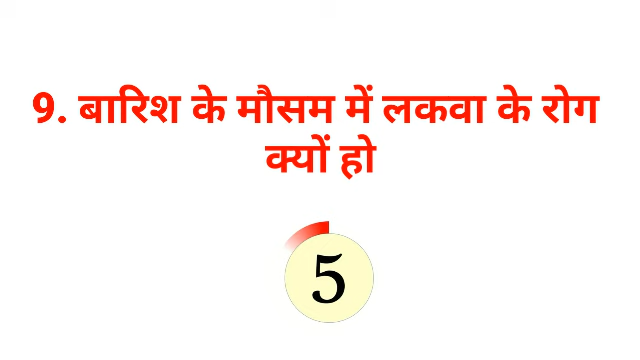 9. बारिश के मौसम में लकवा के रोग
क्यों हो
5